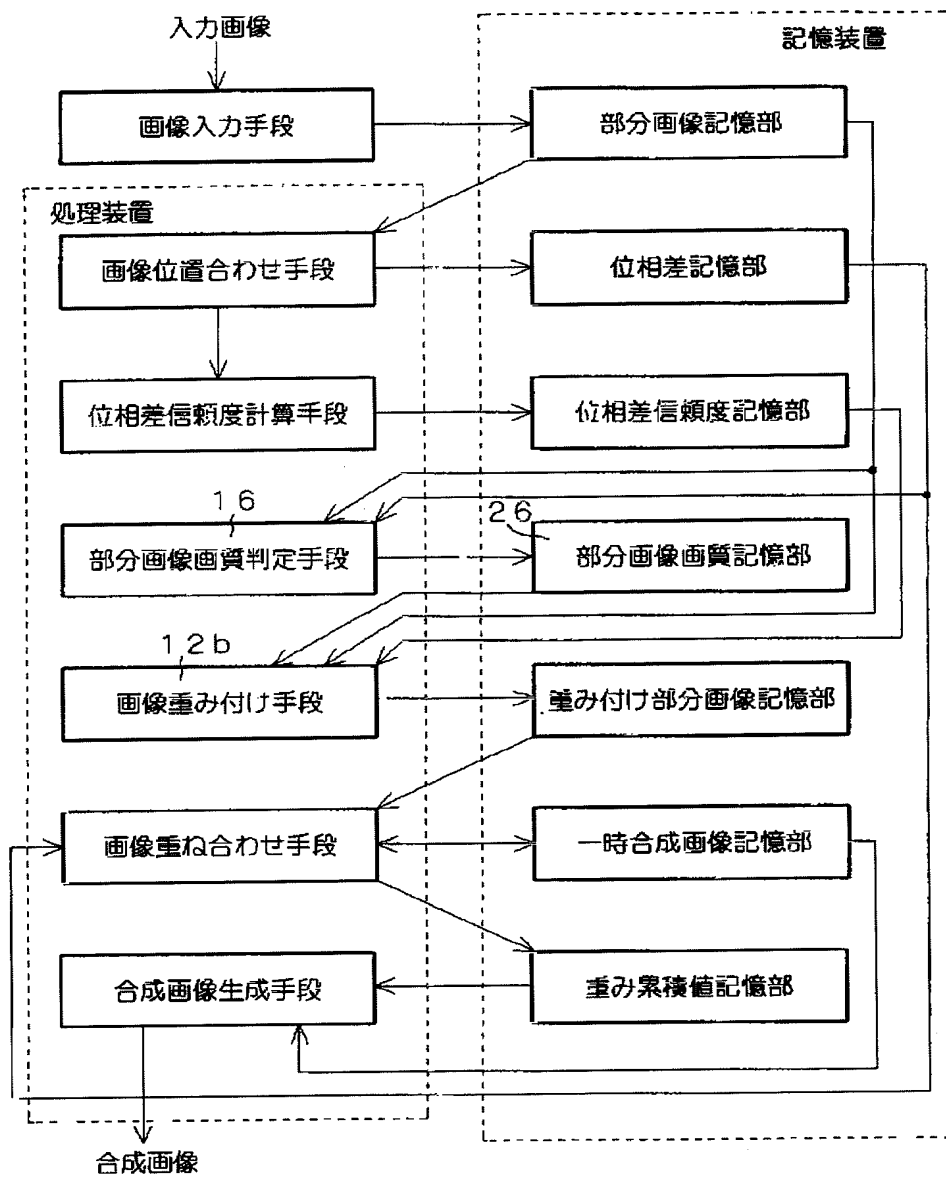 入力画像
記憶装置
画像入力手段
部分画像記憶部
処理装置
画像位置合わせ手段
位相差記憶部
位相差信頼度計算手段
位相差信頼度記憶部
16
26
部分画像画質判定手段
部分画像画質記憶部
12b
画像重み付け手段
重み付け部分画像記憶部
画像重ね合わせ手段
一時合成画像記憶部
合成画像生成手段
重み累積値記憶部
合成画像